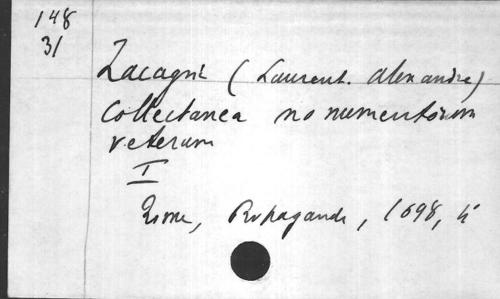 148
31
Zacagni (Laurent. Alexandre)
Collectanea monumentorum
veterum
I
Rome, Propagande, 1698, 4°